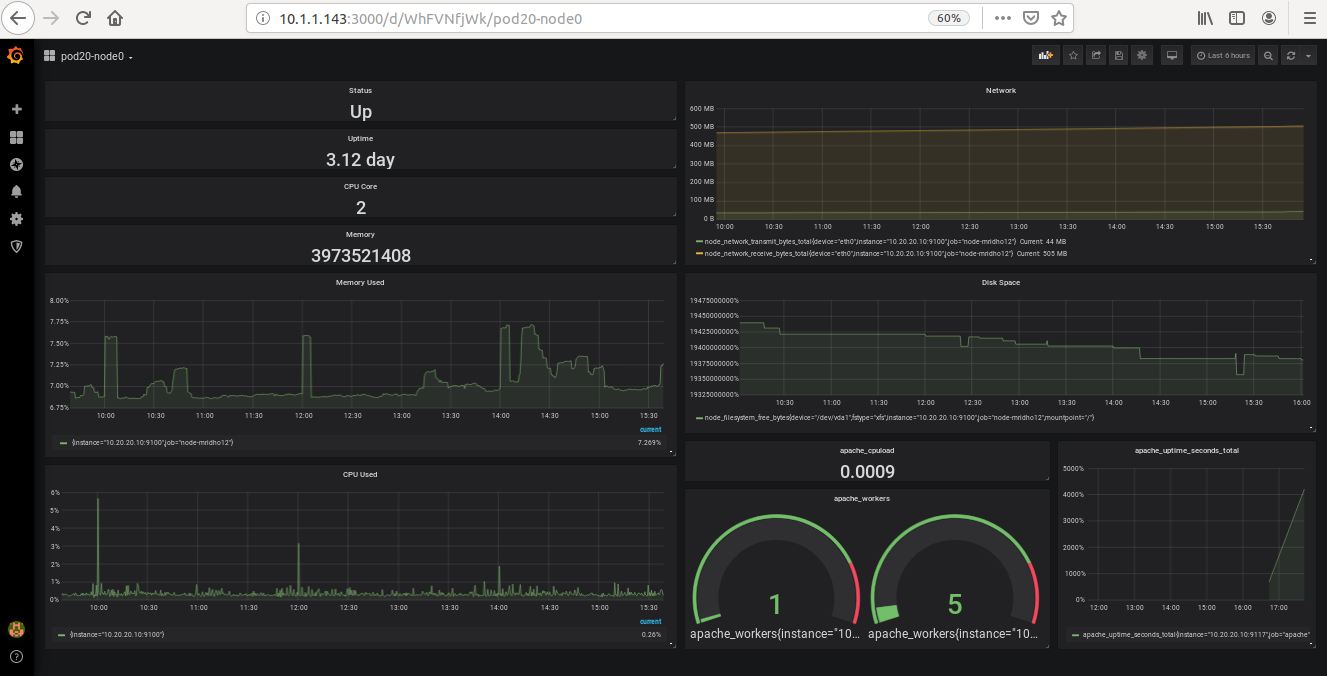 10.1.1.143:3000/d/WhFVNfjWk/pod20-node0
60%
pod20-node0
Last 6 hours
Status
Up
Uptime
3.12 day
CPU Core
2
Memory
3973521408
Memory Used
8.00%
7.75%
7.50%
7.25%
7.00%
6.75%
10:00 10:30 11:00 11:30 12:00 12:30 13:00 13:30 14:00 14:30 15:00 15:30
current
{instance="10.20.20.10:9100",job="node-mridho12"} 7.269%
CPU Used
6%
5%
4%
3%
2%
1%
0%
10:00 10:30 11:00 11:30 12:00 12:30 13:00 13:30 14:00 14:30 15:00 15:30
current
{instance="10.20.20.10:9100"} 0.26%
Network
600 MB
500 MB
400 MB
300 MB
200 MB
100 MB
0 B
10:00 10:30 11:00 11:30 12:00 12:30 13:00 13:30 14:00 14:30 15:00 15:30
node_network_transmit_bytes_total{device="eth0",instance="10.20.20.10:9100",job="node-mridho12"} Current: 44 MB
node_network_receive_bytes_total{device="eth0",instance="10.20.20.10:9100",job="node-mridho12"} Current: 505 MB
Disk Space
19475000000%
19450000000%
19425000000%
19400000000%
19375000000%
19350000000%
19325000000%
10:30 11:00 11:30 12:00 12:30 13:00 13:30 14:00 14:30 15:00 15:30 16:00
node_filesystem_free_bytes{device="/dev/vda1",fstype="xfs",instance="10.20.20.10:9100",job="node-mridho12",mountpoint="/"}
apache_cpuload
0.0009
apache_workers
1
5
apache_workers{instance="10... apache_workers{instance="10...
apache_uptime_seconds_total
5000%
4000%
3000%
2000%
1000%
0%
12:00 13:00 14:00 15:00 16:00 17:00
apache_uptime_seconds_total{instance="10.20.20.10:9117",job="apache"